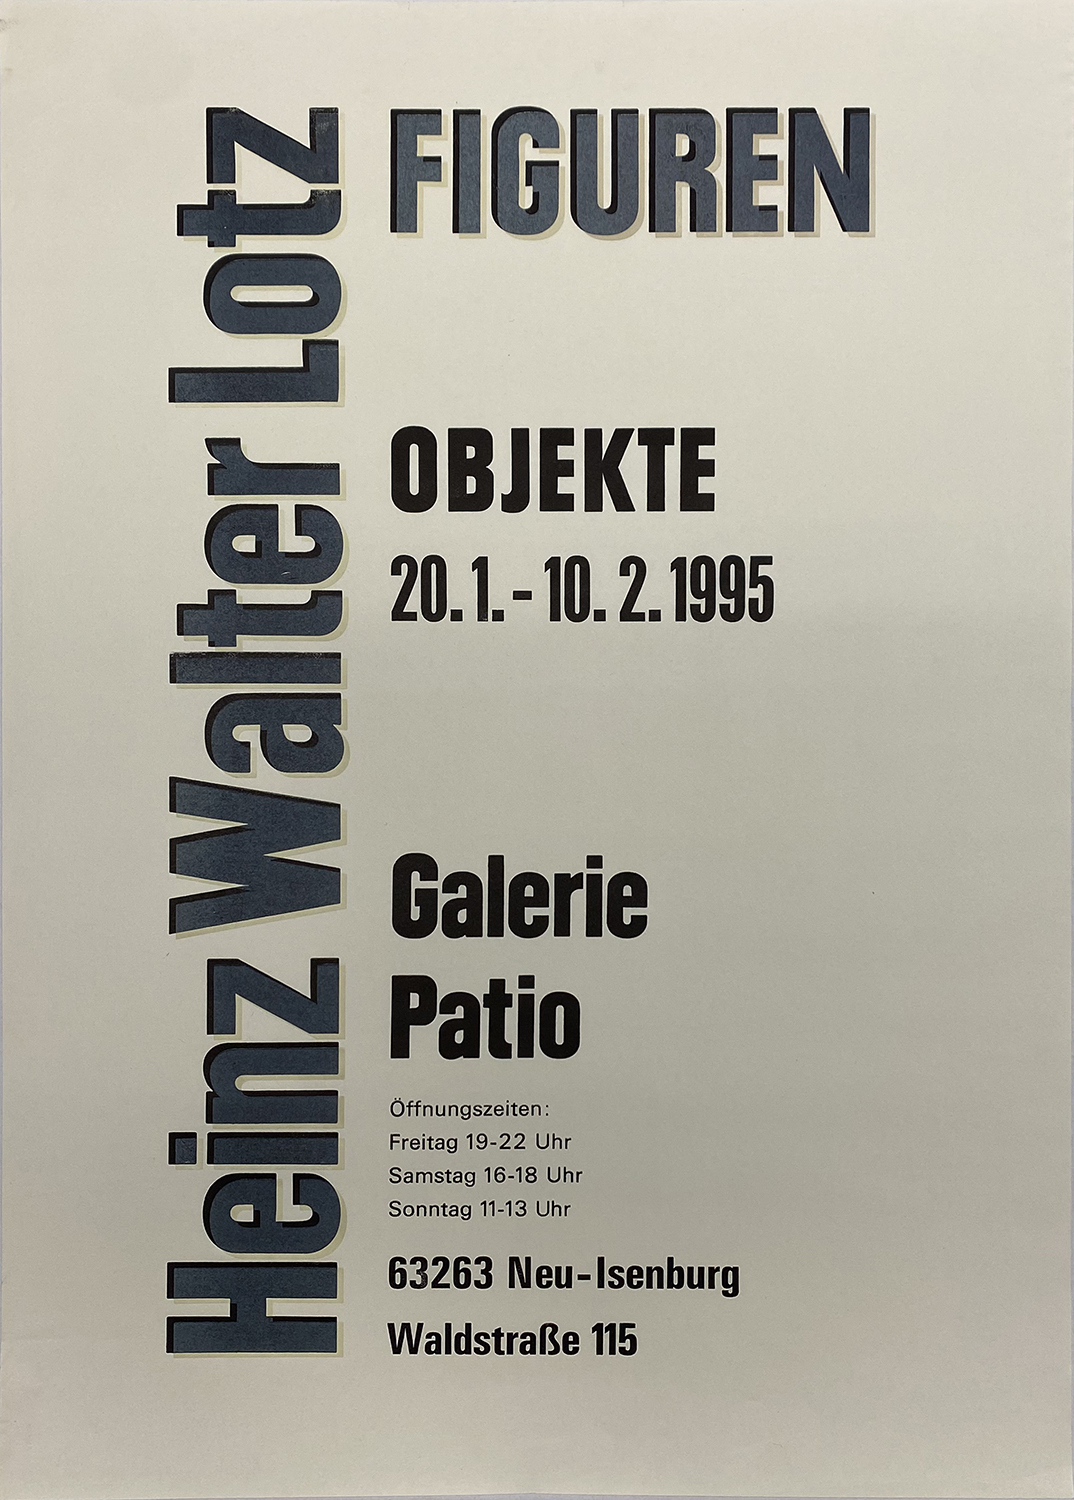 Heinz Walter Lotz
FIGUREN
OBJEKTE
20. 1. - 10. 2. 1995
Galerie
Patio
Öffnungszeiten:
Freitag 19-22 Uhr
Samstag 16-18 Uhr
Sonntag 11-13 Uhr
63263 Neu-Isenburg
Waldstraße 115